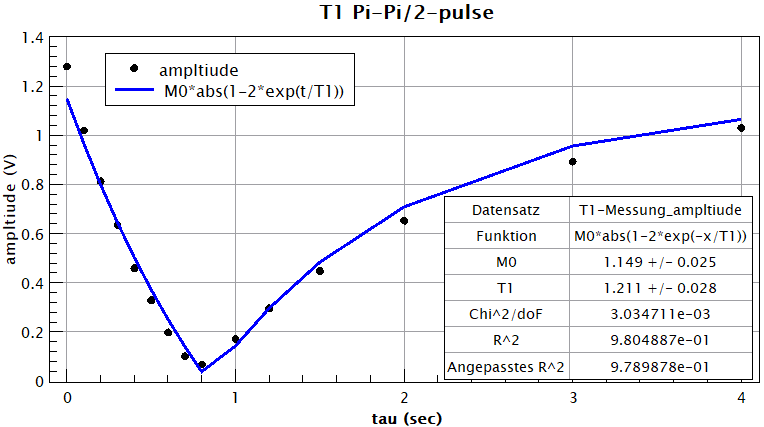 T1 Pi-Pi/2-pulse
1.4
1.2
1
0.8
0.6
0.4
0.2
0
ampltiude (V)
ampltiude
M0*abs(1-2*exp(t/T1))
Datensatz T1-Messung_ampltiude
Funktion M0*abs(1-2*exp(-x/T1))
M0 1.149 +/- 0.025
T1 1.211 +/- 0.028
Chi^2/doF 3.034711e-03
R^2 9.804887e-01
Angepasstes R^2 9.789878e-01
0 1 2 3 4
tau (sec)